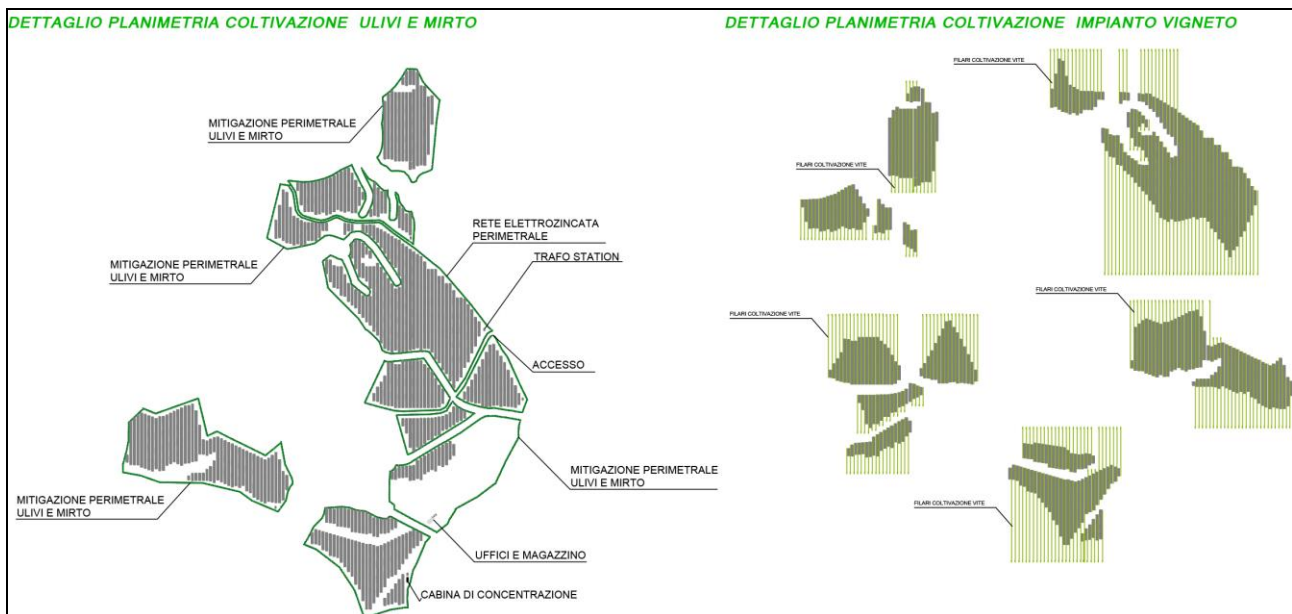 DETTAGLIO PLANIMETRIA COLTIVAZIONE ULIVI E MIRTO
MITIGAZIONE PERIMETRALE
ULIVI E MIRTO
RETE ELETTROZINCATA
PERIMETRALE
TRAFO STATION
MITIGAZIONE PERIMETRALE
ULIVI E MIRTO
ACCESSO
MITIGAZIONE PERIMETRALE
ULIVI E MIRTO
MITIGAZIONE PERIMETRALE
ULIVI E MIRTO
UFFICI E MAGAZZINO
CABINA DI CONCENTRAZIONE
DETTAGLIO PLANIMETRIA COLTIVAZIONE IMPIANTO VIGNETO
FILARI COLTIVAZIONE VITE
FILARI COLTIVAZIONE VITE
FILARI COLTIVAZIONE VITE
FILARI COLTIVAZIONE VITE
FILARI COLTIVAZIONE VITE